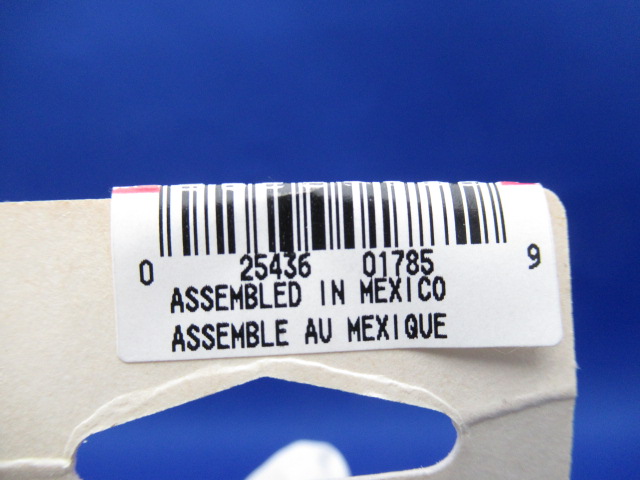 0 25436 01785 9
ASSEMBLED IN MEXICO
ASSEMBLE AU MEXIQUE